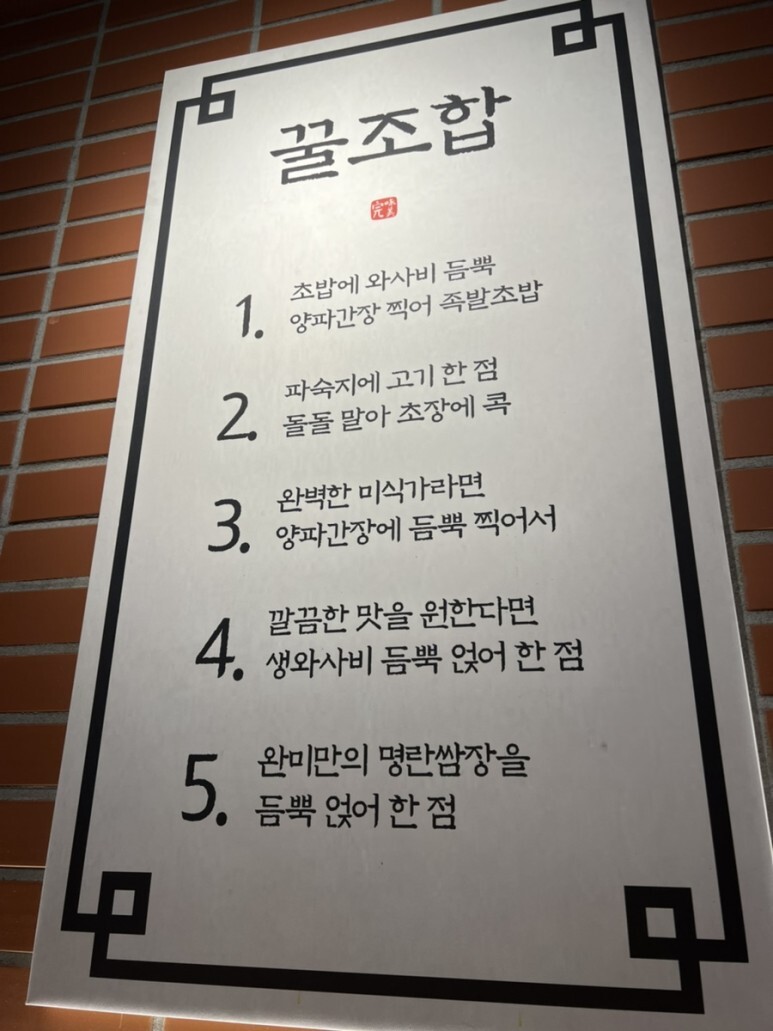 꿀조합
1. 초밥에 와사비 듬뿍
양파간장 찍어 족발초밥
2. 파숙지에 고기 한 점
돌돌 말아 초장에 콕
3. 완벽한 미식가라면
양파간장에 듬뿍 찍어서
4. 깔끔한 맛을 원한다면
생와사비 듬뿍 얹어 한 점
5. 완미만의 명란쌈장을
듬뿍 얹어 한 점